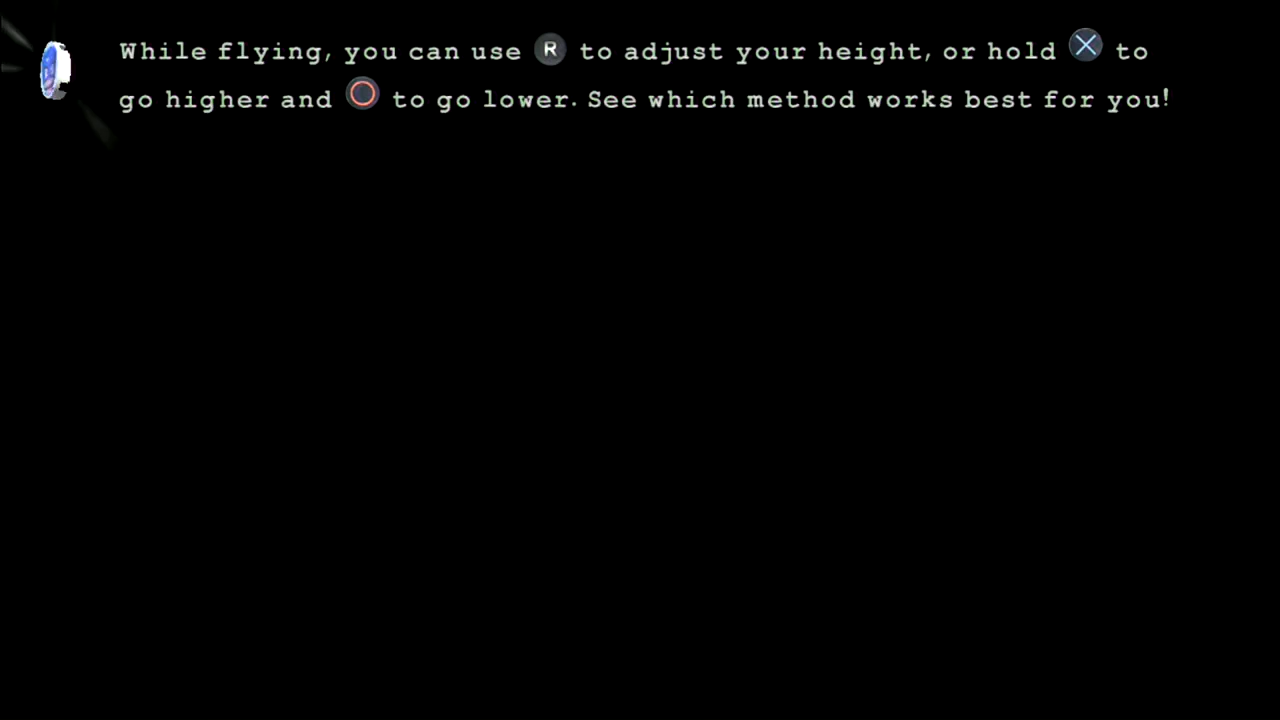 While flying, you can use R to adjust your height, or hold X to
go higher and O to go lower. See which method works best for you!